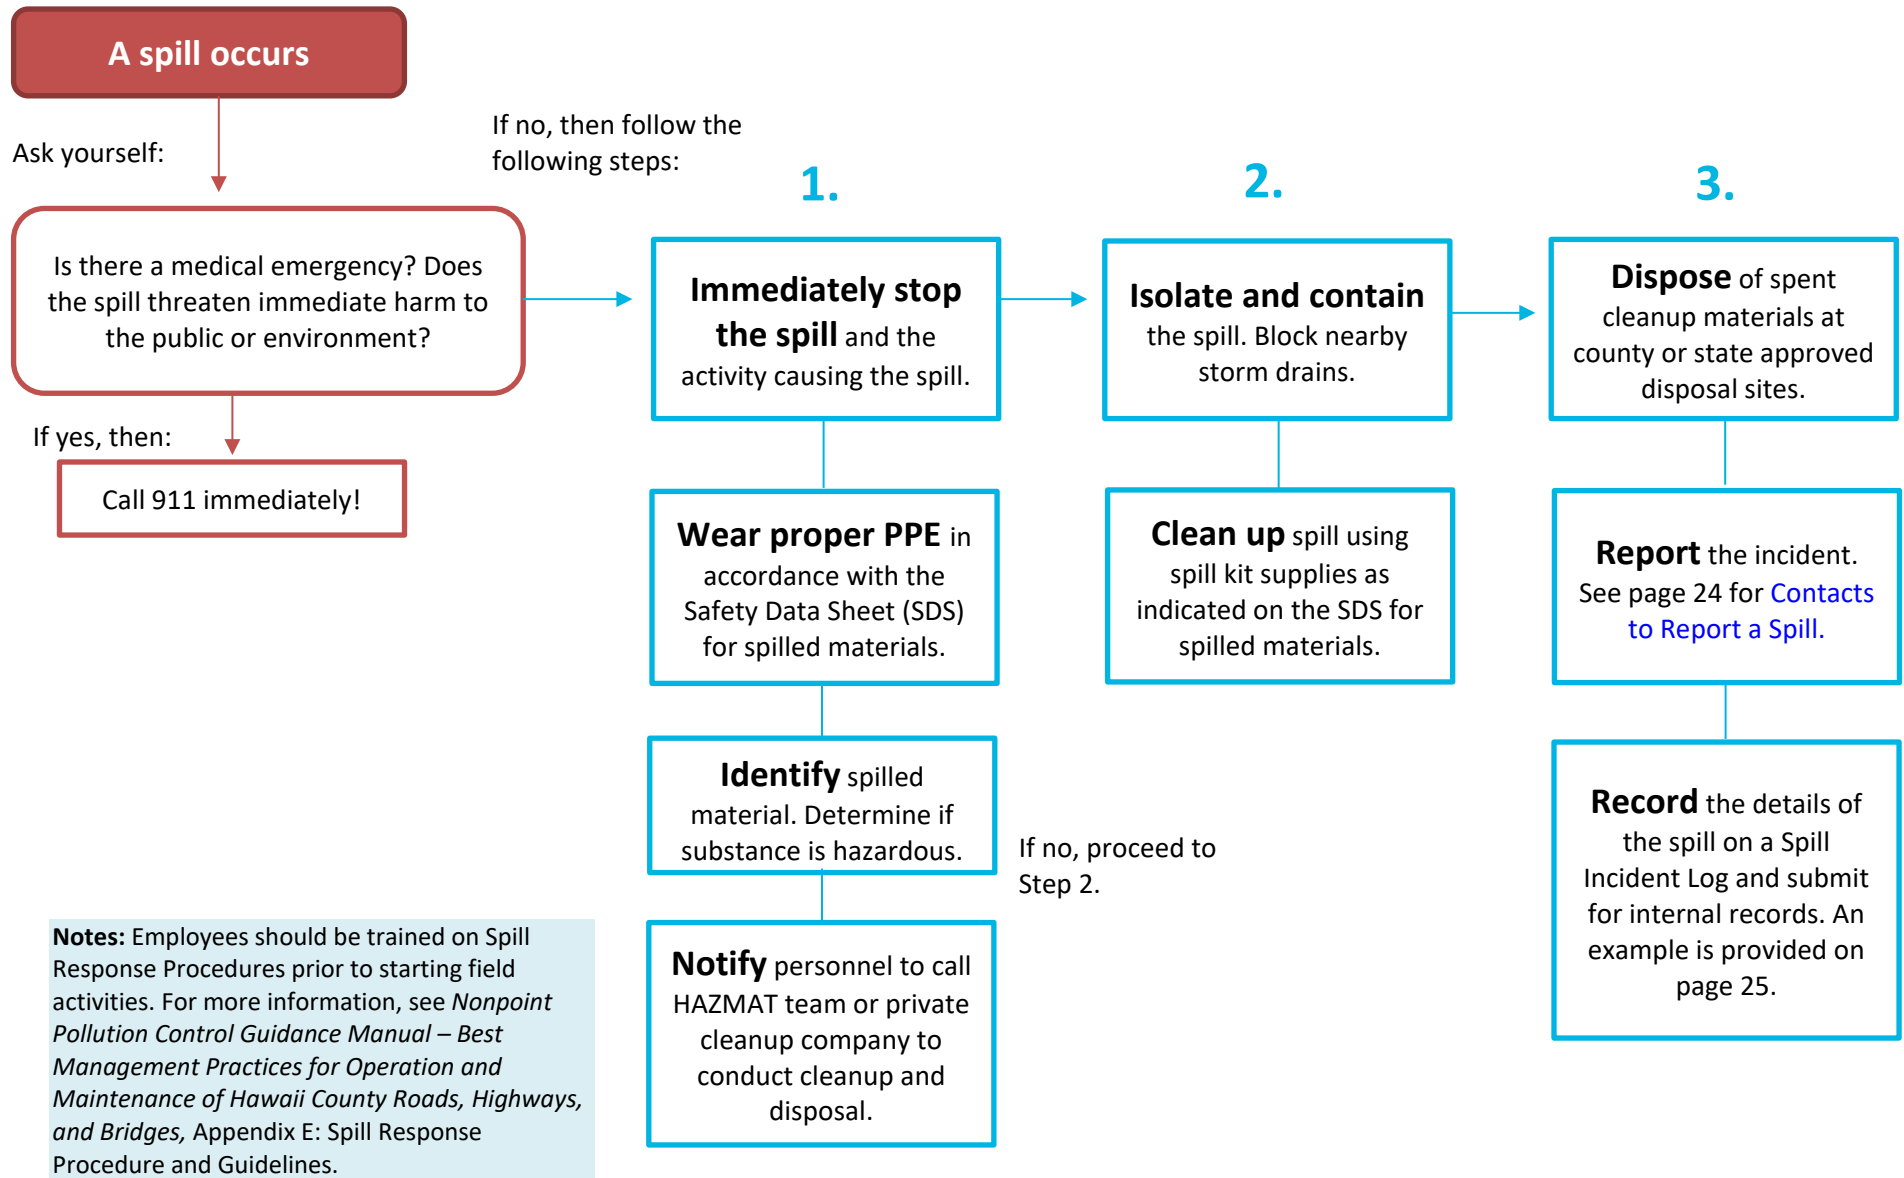 A spill occurs
Ask yourself:
Is there a medical emergency? Does
the spill threaten immediate harm to
the public or environment?
If yes, then:
Call 911 immediately!
If no, then follow the
following steps:
1.
Immediately stop
the spill and the
activity causing the spill.
Wear proper PPE in
accordance with the
Safety Data Sheet (SDS)
for spilled materials.
Identify spilled
material. Determine if
substance is hazardous.
If no, proceed to
Step 2.
Notify personnel to call
HAZMAT team or private
cleanup company to
conduct cleanup and
disposal.
2.
Isolate and contain
the spill. Block nearby
storm drains.
Clean up spill using
spill kit supplies as
indicated on the SDS for
spilled materials.
3.
Dispose of spent
cleanup materials at
county or state approved
disposal sites.
Report the incident.
See page 24 for Contacts
to Report a Spill.
Record the details of
the spill on a Spill
Incident Log and submit
for internal records. An
example is provided on
page 25.
Notes: Employees should be trained on Spill
Response Procedures prior to starting field
activities. For more information, see Nonpoint
Pollution Control Guidance Manual – Best
Management Practices for Operation and
Maintenance of Hawaii County Roads, Highways,
and Bridges, Appendix E: Spill Response
Procedure and Guidelines.